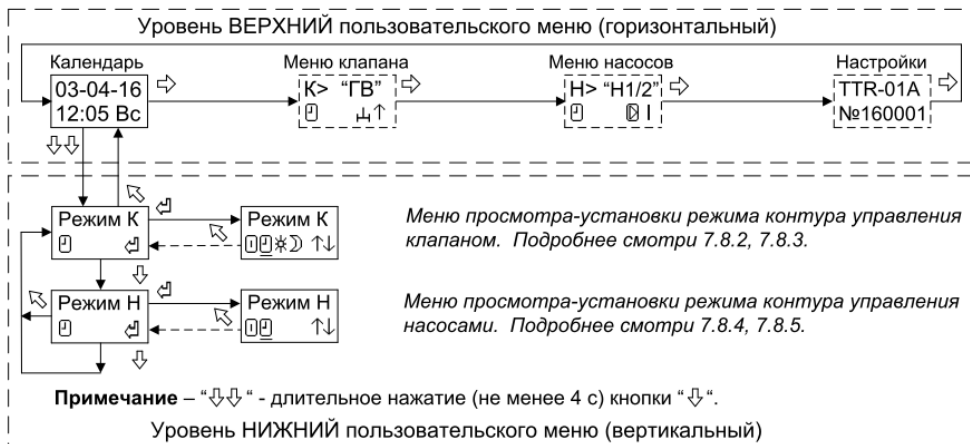 Уровень ВЕРХНИЙ пользовательского меню (горизонтальный)
Календарь
03-04-16
12:05 Вс
Меню клапана
К> “ГВ”
Меню насосов
Н> “Н1/2”
Настройки
TTR-01A
№160001
Режим К
Режим К
Меню просмотра-установки режима контура управления
клапаном. Подробнее смотри 7.8.2, 7.8.3.
Режим Н
Режим Н
Меню просмотра-установки режима контура управления
насосами. Подробнее смотри 7.8.4, 7.8.5.
Примечание – “⇩⇩“ - длительное нажатие (не менее 4 с) кнопки “⇩“.
Уровень НИЖНИЙ пользовательского меню (вертикальный)